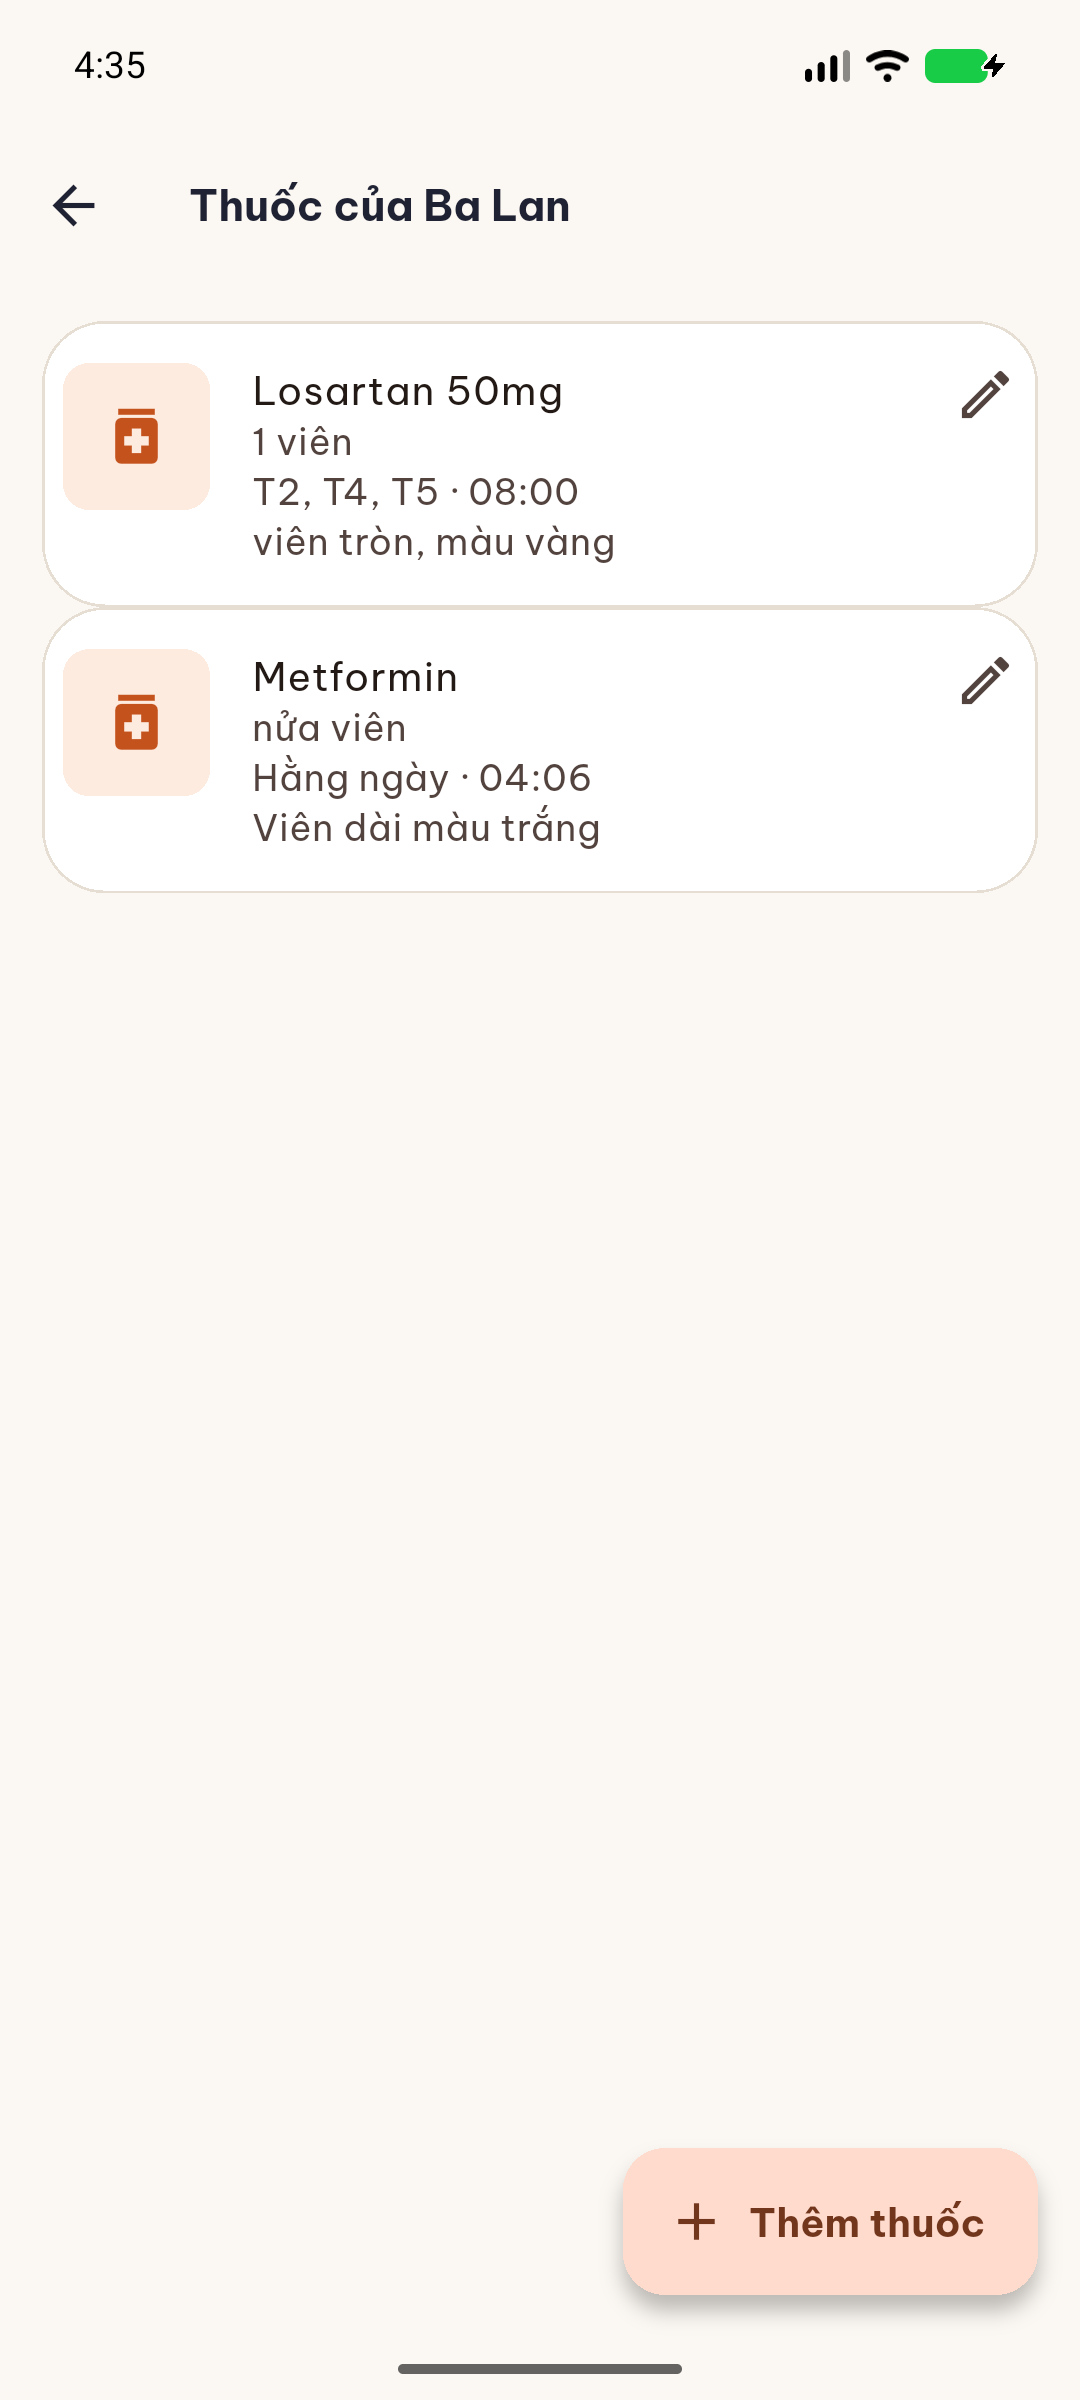 4:35
Thuốc của Ba Lan
Losartan 50mg
1 viên
T2, T4, T5 · 08:00
viên tròn, màu vàng
Metformin
nửa viên
Hằng ngày · 04:06
Viên dài màu trắng
Thêm thuốc